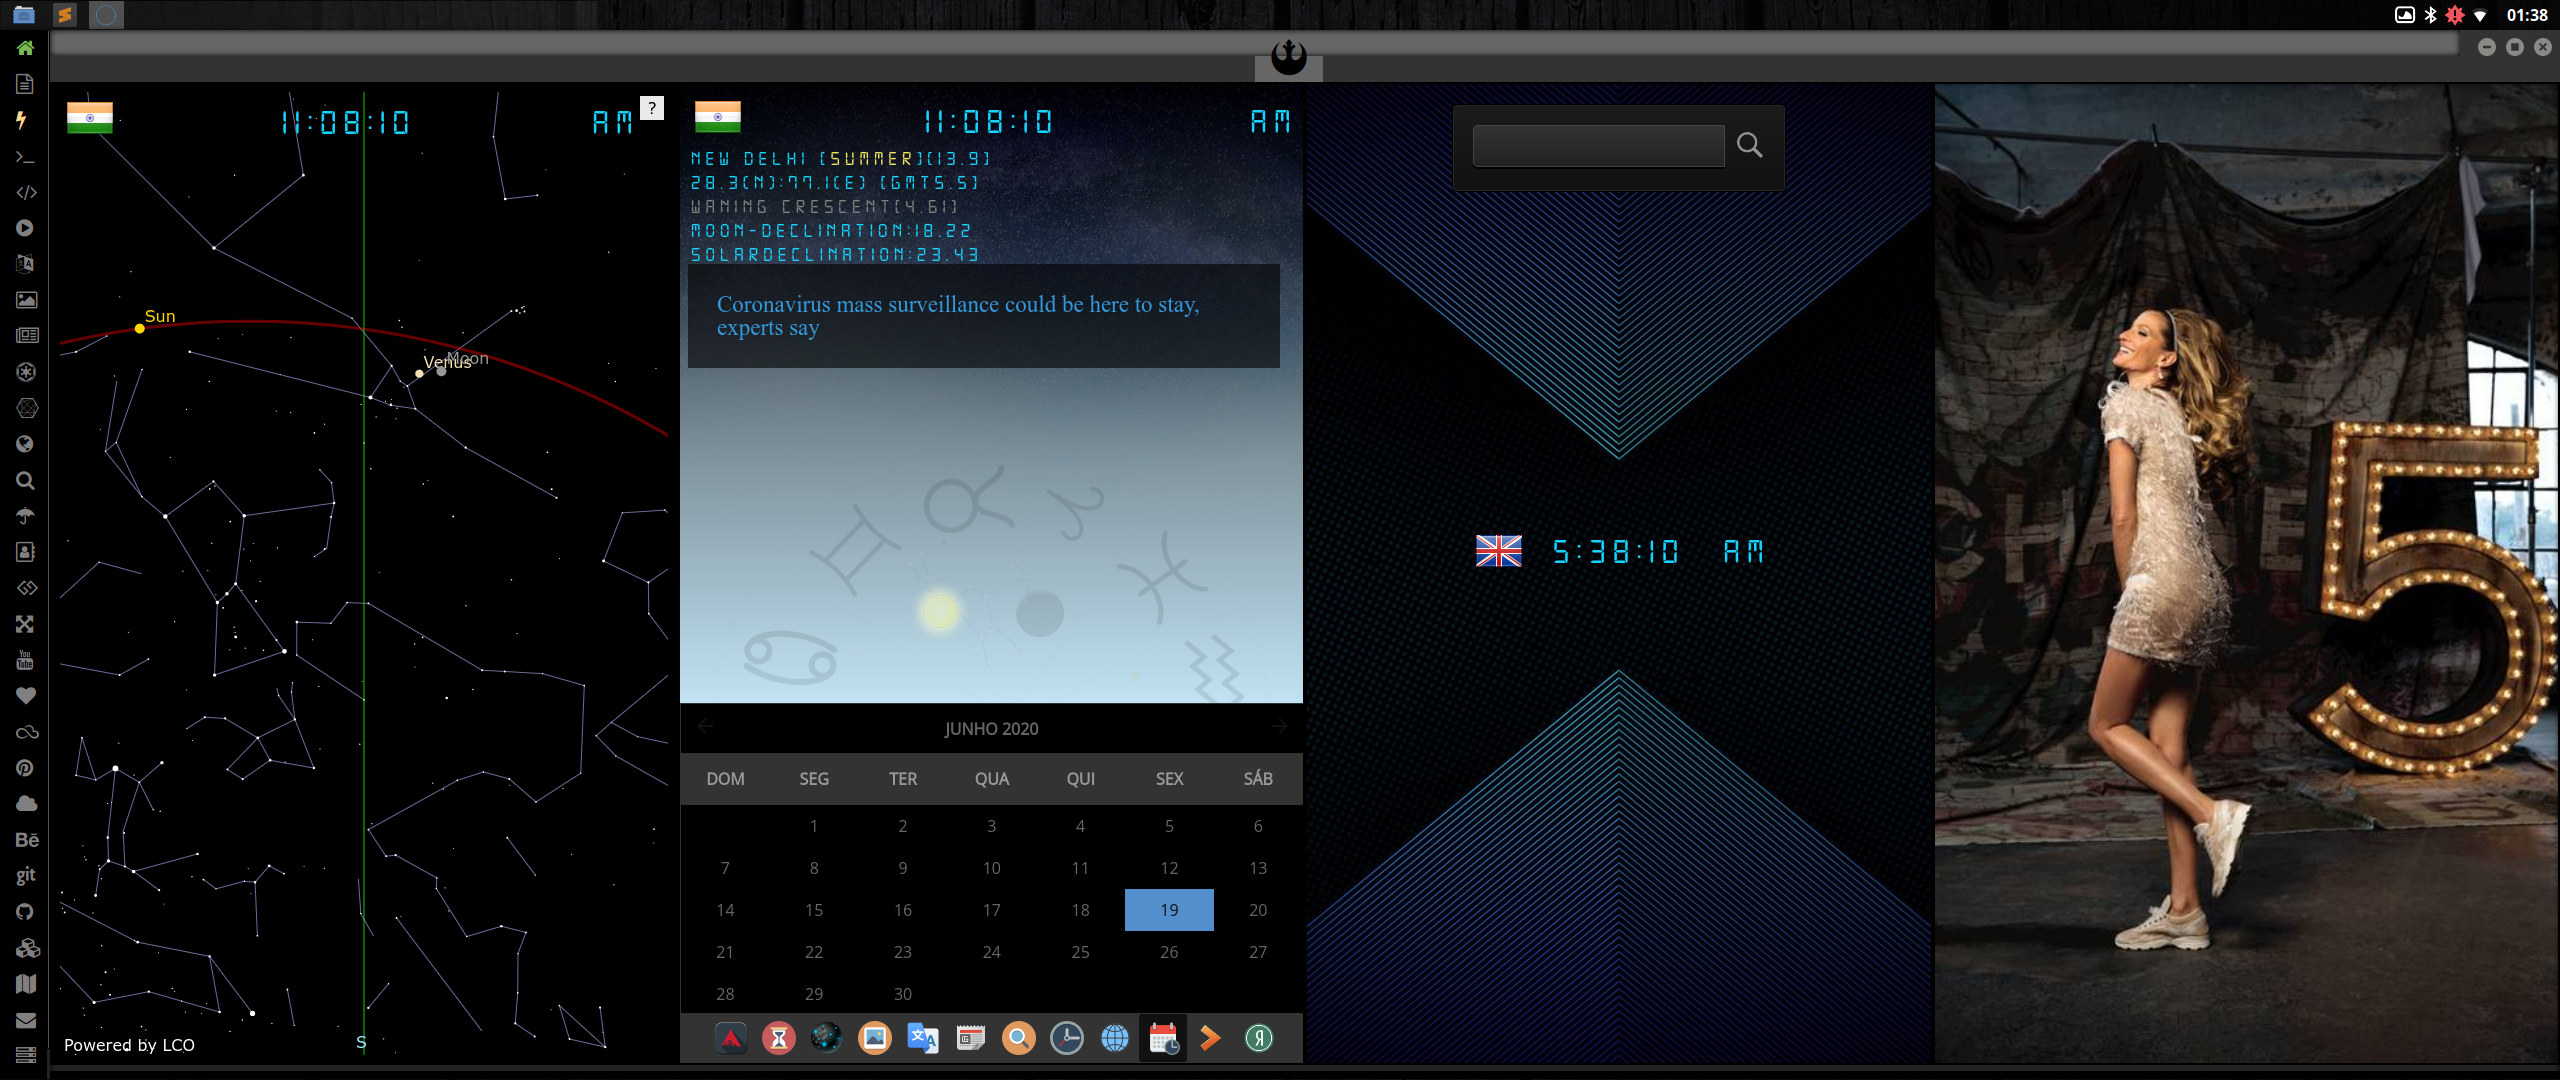 01:38
11:08:10 AM
?
Sun
Venus
Moon
S
Powered by LCO
You
Tube
Bē
git
11:08:10 AM
NEW DELHI [SUMMER][13.9]
28.3(N):77.1(E) [GMT5.5]
WANING CRESCENT[4.61]
MOON-DECLINATION:18.22
SOLARDECLINATION:23.43
Coronavirus mass surveillance could be here to stay,
experts say
JUNHO 2020
DOM SEG TER QUA QUI SEX SÁB
1 2 3 4 5 6
7 8 9 10 11 12 13
14 15 16 17 18 19 20
21 22 23 24 25 26 27
28 29 30
5:38:10 AM
5